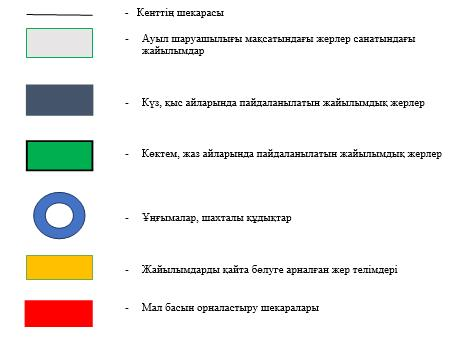 - Кенттің шекарасы
- Ауыл шаруашылығы мақсатындағы жерлер санатындағы
жайылымдар
- Күз, қыс айларында пайдаланылатын жайылымдық жерлер
- Көктем, жаз айларында пайдаланылатын жайылымдық жерлер
- Ұңғымалар, шахталы құдықтар
- Жайылымдарды қайта бөлуге арналған жер телімдері
- Мал басын орналастыру шекаралары